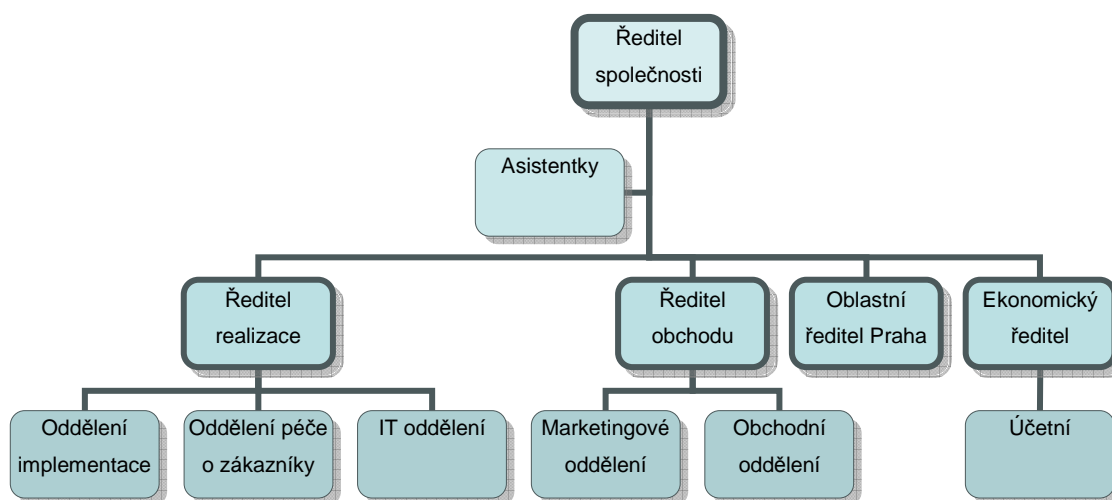 Ředitel
společnosti
Asistentky
Ředitel
realizace
Ředitel
obchodu
Oblastní
ředitel Praha
Ekonomický
ředitel
Oddělení
implementace
Oddělení péče
o zákazníky
IT oddělení
Marketingové
oddělení
Obchodní
oddělení
Účetní